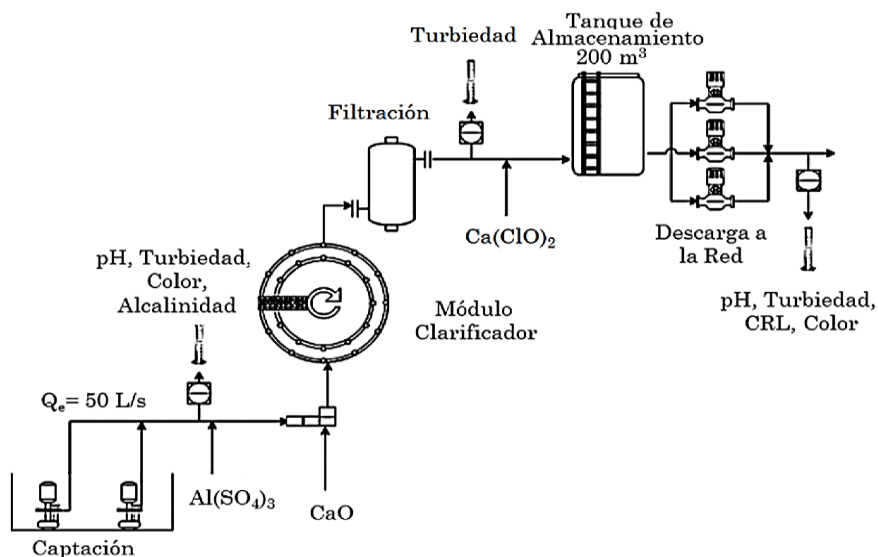 Turbiedad
Tanque de
Almacenamiento
200 m³
Filtración
Ca(ClO)₂
Descarga a
la Red
pH, Turbiedad,
Color,
Alcalinidad
Módulo
Clarificador
pH, Turbiedad,
CRL, Color
Qₑ= 50 L/s
Al(SO₄)₃
CaO
Captación